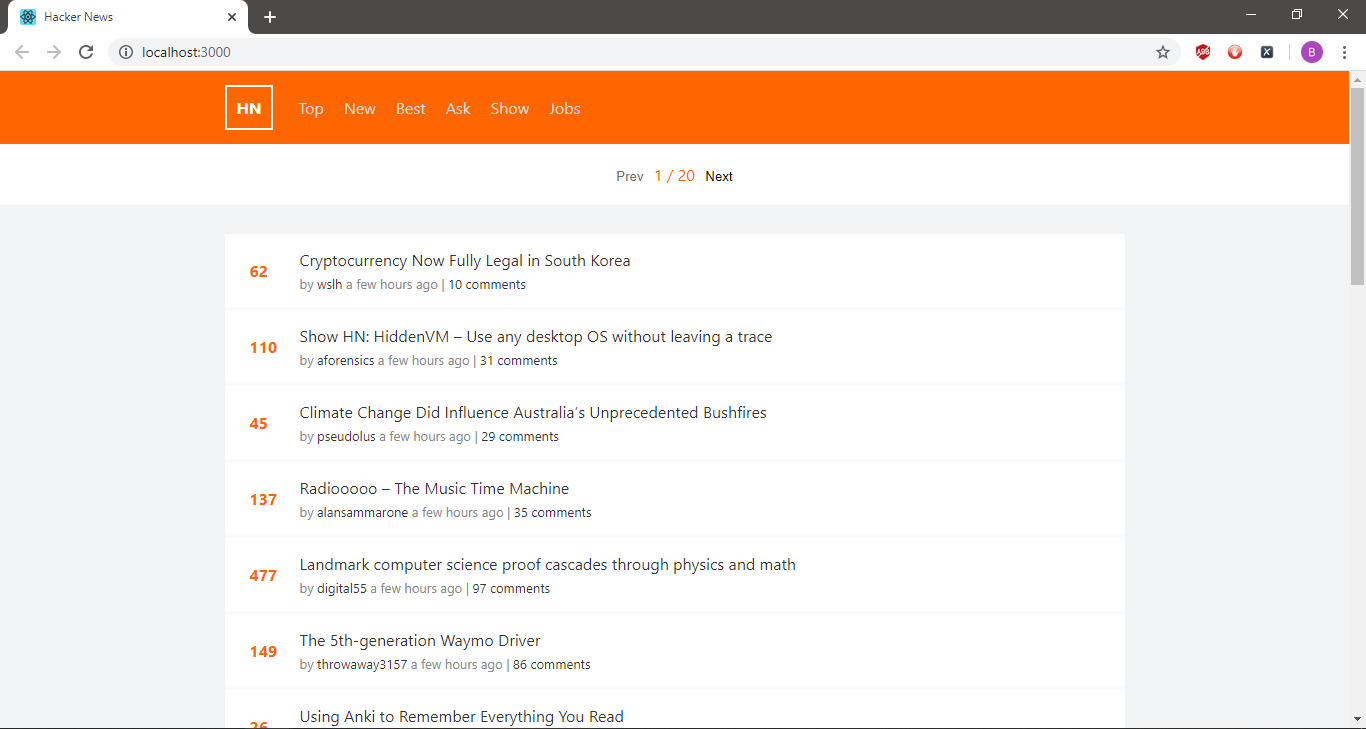 Hacker News
localhost:3000
ABP
X
B
HN Top New Best Ask Show Jobs
Prev 1 / 20 Next
62
Cryptocurrency Now Fully Legal in South Korea
by wslh a few hours ago | 10 comments
110
Show HN: HiddenVM – Use any desktop OS without leaving a trace
by aforensics a few hours ago | 31 comments
45
Climate Change Did Influence Australia's Unprecedented Bushfires
by pseudolus a few hours ago | 29 comments
137
Radiooooo – The Music Time Machine
by alansammarone a few hours ago | 35 comments
477
Landmark computer science proof cascades through physics and math
by digital55 a few hours ago | 97 comments
149
The 5th-generation Waymo Driver
by throwaway3157 a few hours ago | 86 comments
Using Anki to Remember Everything You Read